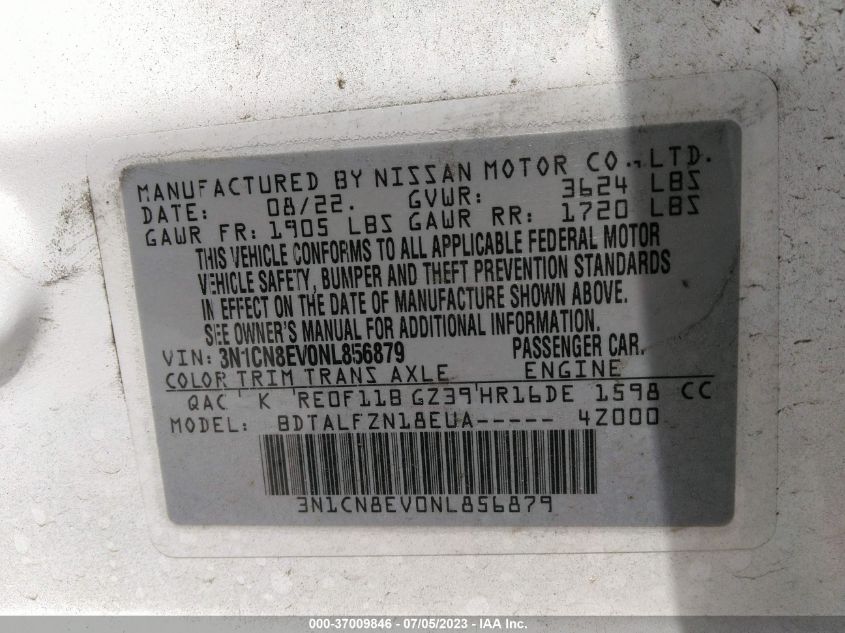 MANUFACTURED BY NISSAN MOTOR CO.,LTD.
DATE: 08/22. GVWR: 3624 LBS
GAWR FR: 1905 LBS GAWR RR: 1720 LBS
THIS VEHICLE CONFORMS TO ALL APPLICABLE FEDERAL MOTOR
VEHICLE SAFETY, BUMPER AND THEFT PREVENTION STANDARDS
IN EFFECT ON THE DATE OF MANUFACTURE SHOWN ABOVE.
SEE OWNER'S MANUAL FOR ADDITIONAL INFORMATION.
VIN: 3N1CN8EV0NL856879 PASSENGER CAR.
COLOR TRIM TRANS AXLE ENGINE
QAC ' K 'RE0F11B GZ39'HR16DE 1598 CC
MODEL: BDTALFZN18EUA----- 4Z000
3N1CN8EV0NL856879
000-37009846 - 07/05/2023 - IAA Inc.